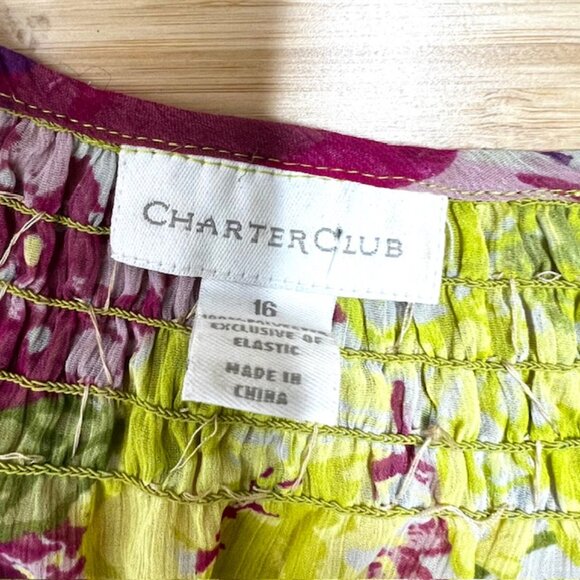 CHARTER CLUB
16
EXCLUSIVE OF
ELASTIC
MADE IN
CHINA